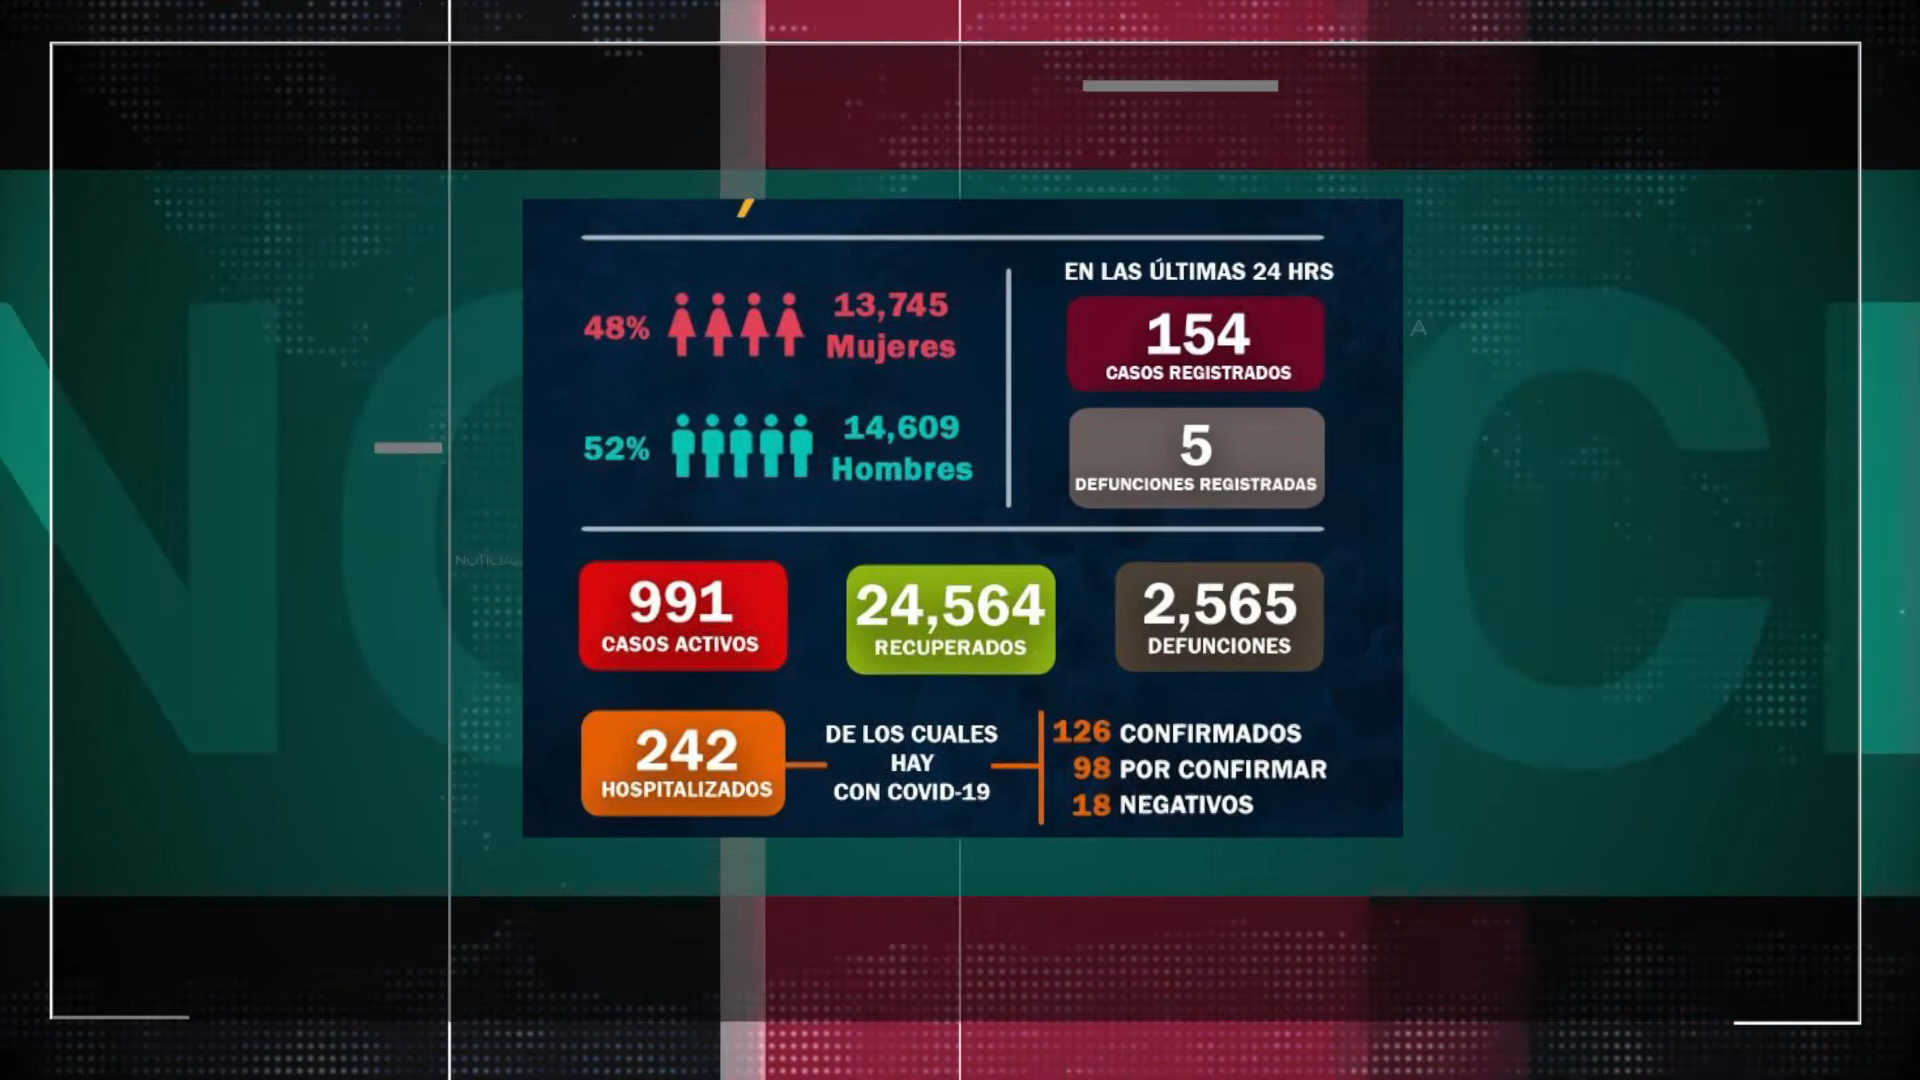 EN LAS ÚLTIMAS 24 HRS
48%
13,745
Mujeres
154
CASOS REGISTRADOS
52%
14,609
Hombres
5
DEFUNCIONES REGISTRADAS
991
CASOS ACTIVOS
24,564
RECUPERADOS
2,565
DEFUNCIONES
242
HOSPITALIZADOS
DE LOS CUALES
HAY
CON COVID-19
126 CONFIRMADOS
98 POR CONFIRMAR
18 NEGATIVOS